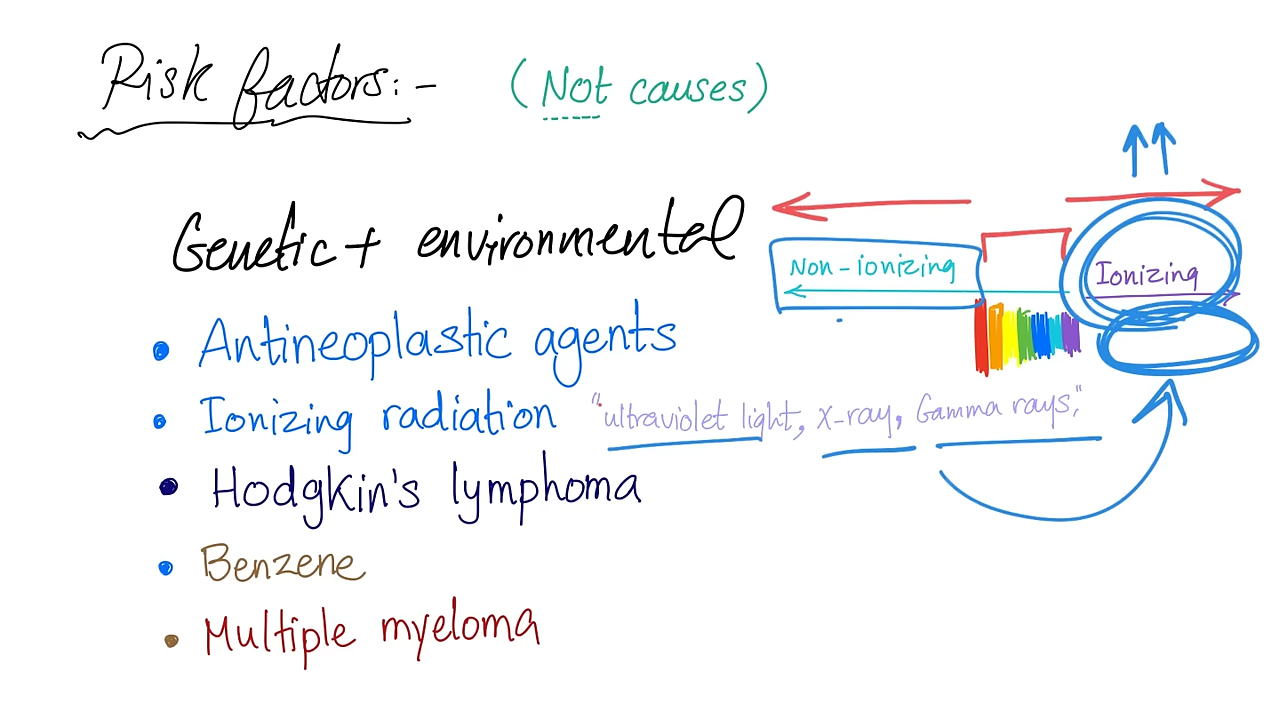 Risk factors:- (Not causes)
Genetic + environmental
Non-ionizing Ionizing
• Antineoplastic agents
• Ionizing radiation "ultraviolet light, X-ray, Gamma rays,"
• Hodgkin's lymphoma
• Benzene
• Multiple myeloma